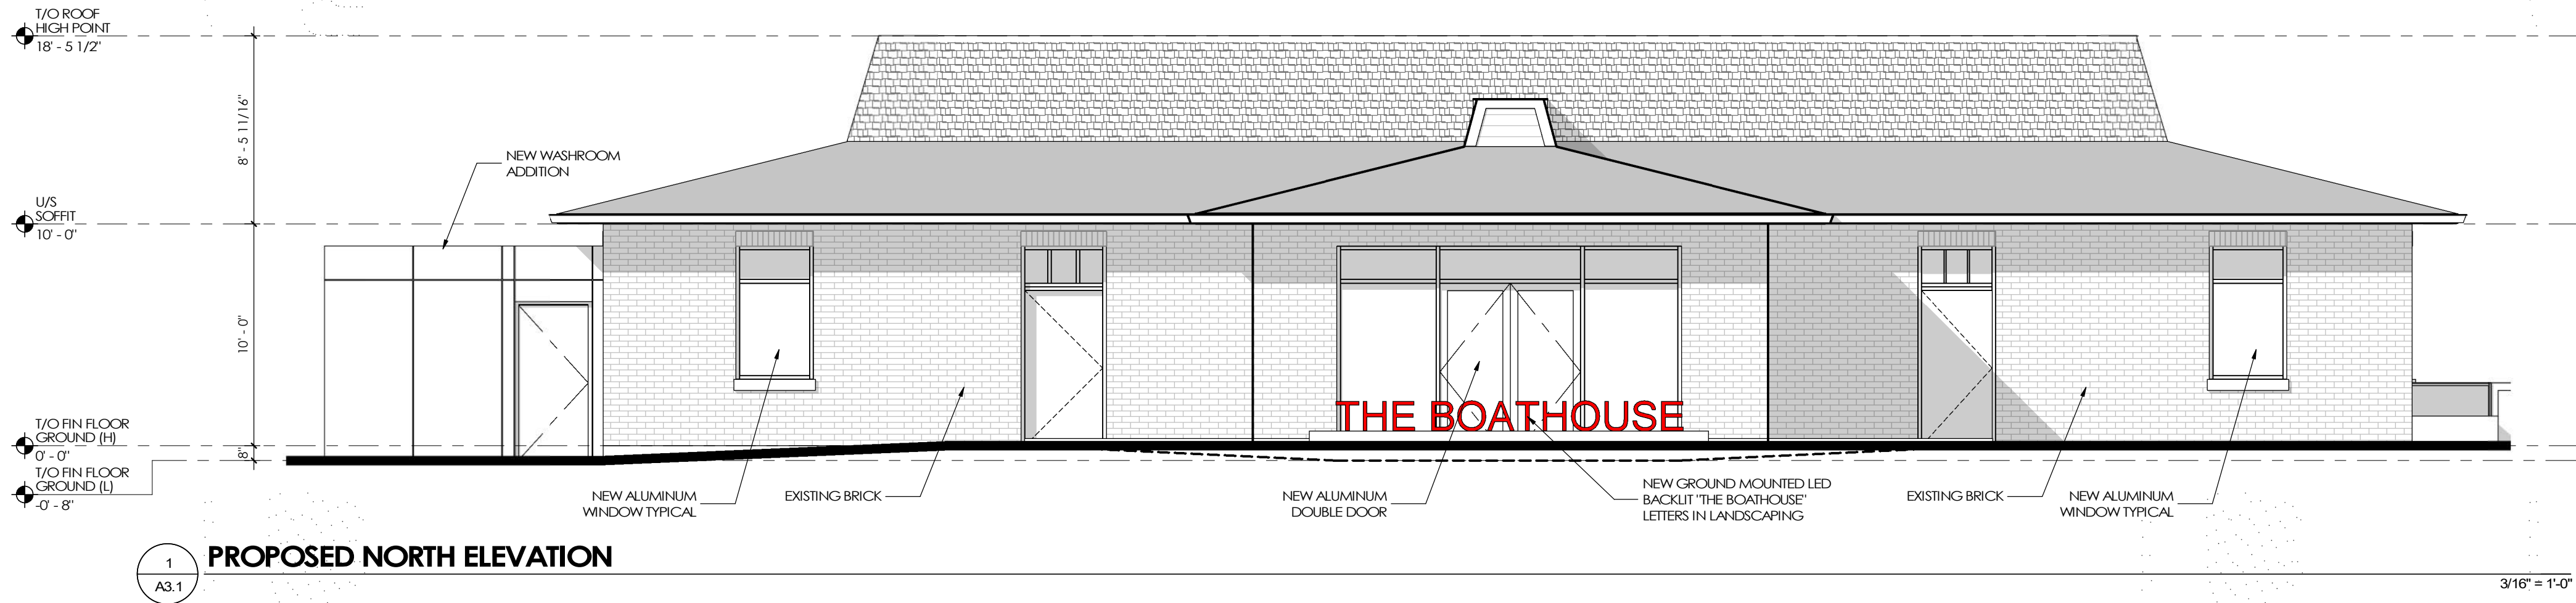 T/O ROOF
HIGH POINT
18' - 5 1/2"
8' - 5 11/16"
NEW WASHROOM
ADDITION
U/S
SOFFIT
10' - 0"
10' - 0"
THE BOATHOUSE
T/O FIN FLOOR
GROUND (H)
0' - 0"
8"
T/O FIN FLOOR
GROUND (L)
-0' - 8"
NEW ALUMINUM
WINDOW TYPICAL
EXISTING BRICK
NEW ALUMINUM
DOUBLE DOOR
NEW GROUND MOUNTED LED
BACKLIT "THE BOATHOUSE"
LETTERS IN LANDSCAPING
EXISTING BRICK
NEW ALUMINUM
WINDOW TYPICAL
1
A3.1
PROPOSED NORTH ELEVATION
3/16" = 1'-0"